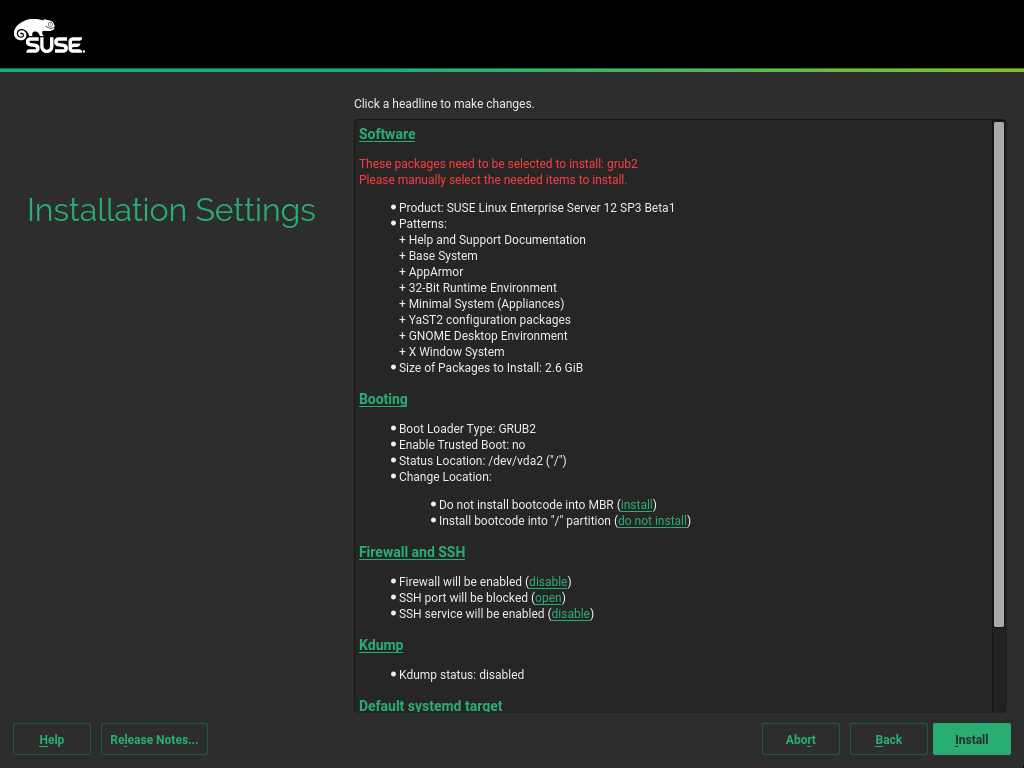 SUSE.
Click a headline to make changes.
Installation Settings
Software
These packages need to be selected to install: grub2
Please manually select the needed items to install.
• Product: SUSE Linux Enterprise Server 12 SP3 Beta1
• Patterns:
+ Help and Support Documentation
+ Base System
+ AppArmor
+ 32-Bit Runtime Environment
+ Minimal System (Appliances)
+ YaST2 configuration packages
+ GNOME Desktop Environment
+ X Window System
• Size of Packages to Install: 2.6 GiB
Booting
• Boot Loader Type: GRUB2
• Enable Trusted Boot: no
• Status Location: /dev/vda2 ("/")
• Change Location:
• Do not install bootcode into MBR (install)
• Install bootcode into "/" partition (do not install)
Firewall and SSH
• Firewall will be enabled (disable)
• SSH port will be blocked (open)
• SSH service will be enabled (disable)
Kdump
• Kdump status: disabled
Default systemd target
Help
Release Notes...
Abort
Back
Install